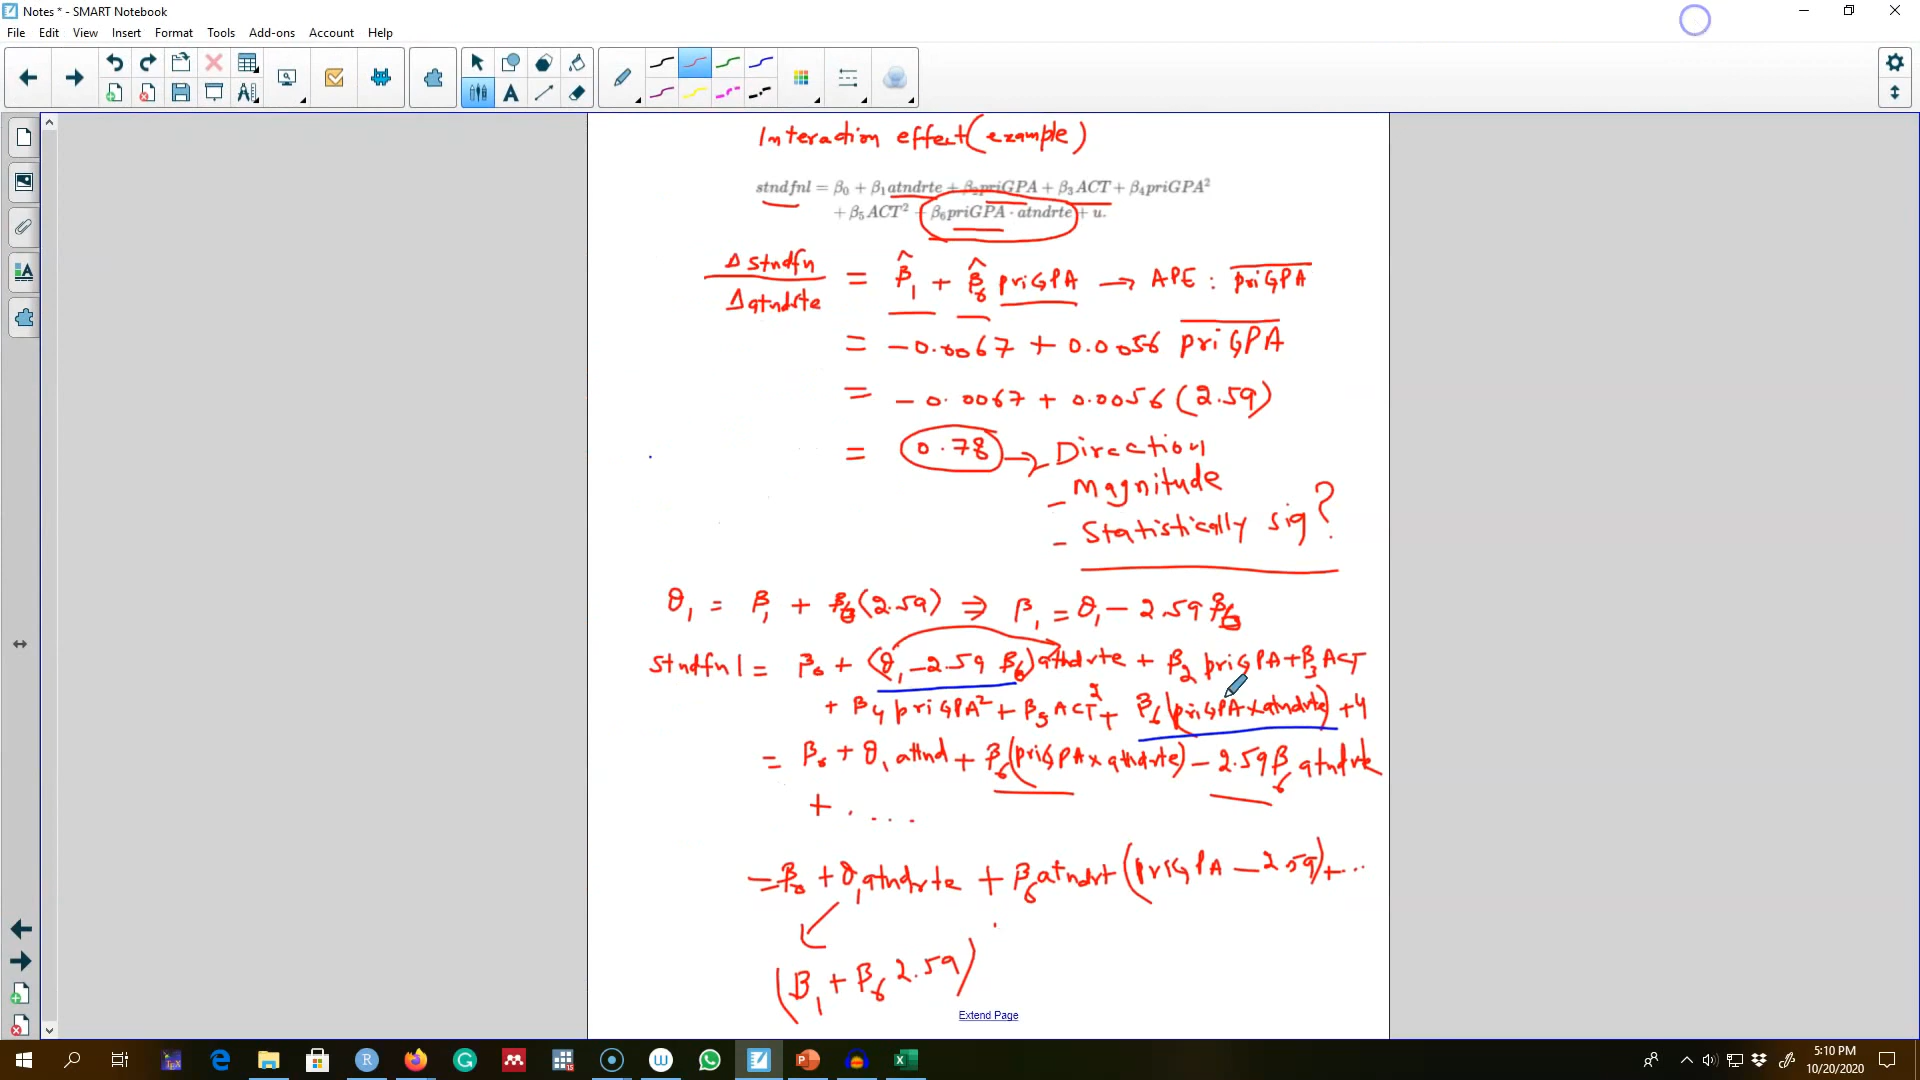 Notes * - SMART Notebook
File Edit View Insert Format Tools Add-ons Account Help
Interaction effect (example)
stndfnl = β₀ + β₁atndrte + β₂priGPA + β₃ACT + β₄priGPA²
+ β₅ACT² + β₆priGPA · atndrte + u.
Δstndfn / Δatndrte = β̂₁ + β̂₆ priGPA → APE : priGPA
= -0.0067 + 0.0056 priGPA
= -0.0067 + 0.0056 (2.59)
= 0.78 → Direction
- Magnitude
- Statistically sig?
θ₁ = β₁ + β₆ (2.59) ⇒ β₁ = θ₁ - 2.59 β₆
stndfnl = β₀ + (θ₁ - 2.59 β₆) atndrte + β₂ priGPA + β₃ ACT
+ β₄ priGPA² + β₅ ACT² + β₆ (priGPA x atndrte) + u
= β₀ + θ₁ attnd + β₆ (priGPA x atndrte) - 2.59 β₆ atndrte
+ ....
= β₀ + θ₁ atndrte + β₆ atndrt (priGPA - 2.59) + ...
(β₁ + β₆ 2.59)
Extend Page
5:10 PM
10/20/2020